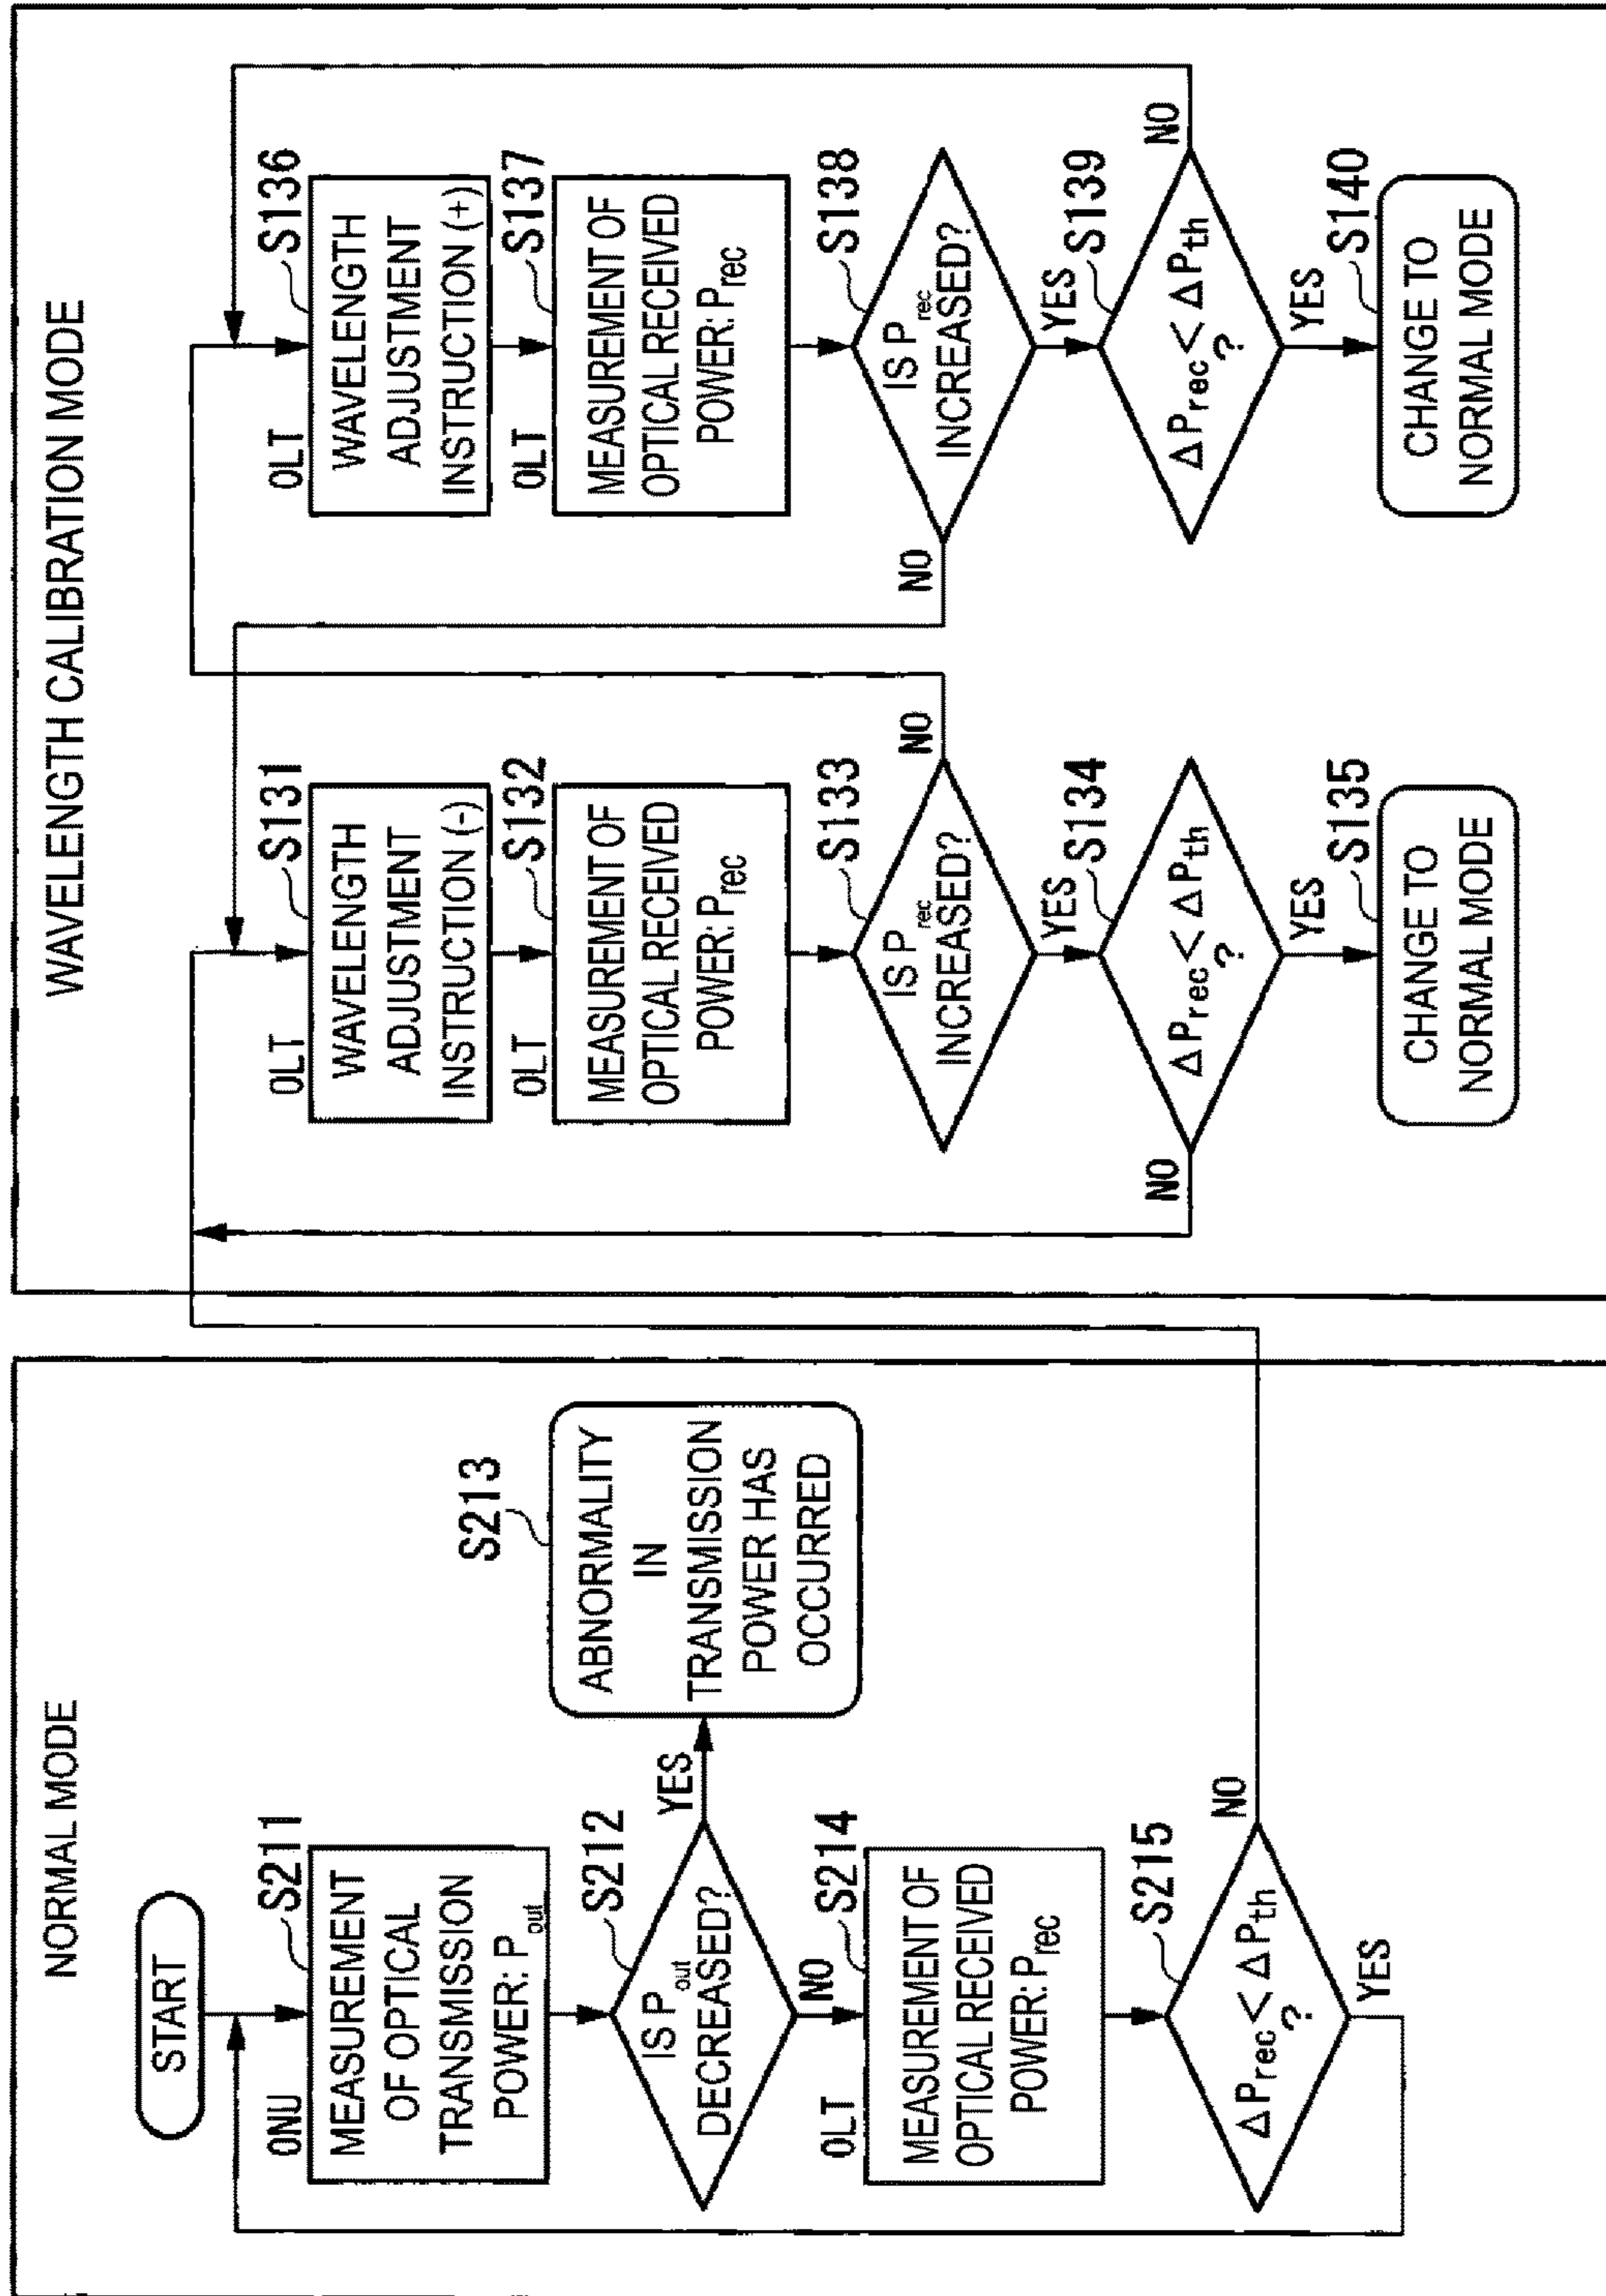 NORMAL MODE
START
ONU
S211
MEASUREMENT
OF OPTICAL
TRANSMISSION
POWER: Pout
S212
IS Pout
DECREASED?
YES
NO
S213
ABNORMALITY
IN
TRANSMISSION
POWER HAS
OCCURRED
OLT
S214
MEASUREMENT OF
OPTICAL RECEIVED
POWER: Prec
S215
ΔPrec < ΔPth
?
NO
YES
WAVELENGTH CALIBRATION MODE
OLT
S131
WAVELENGTH
ADJUSTMENT
INSTRUCTION (-)
OLT
S132
MEASUREMENT OF
OPTICAL RECEIVED
POWER: Prec
S133
IS Prec
INCREASED?
NO
YES
S134
ΔPrec < ΔPth
?
NO
YES
S135
CHANGE TO
NORMAL MODE
OLT
S136
WAVELENGTH
ADJUSTMENT
INSTRUCTION (+)
OLT
S137
MEASUREMENT OF
OPTICAL RECEIVED
POWER: Prec
S138
IS Prec
INCREASED?
NO
YES
S139
ΔPrec < ΔPth
?
NO
YES
S140
CHANGE TO
NORMAL MODE